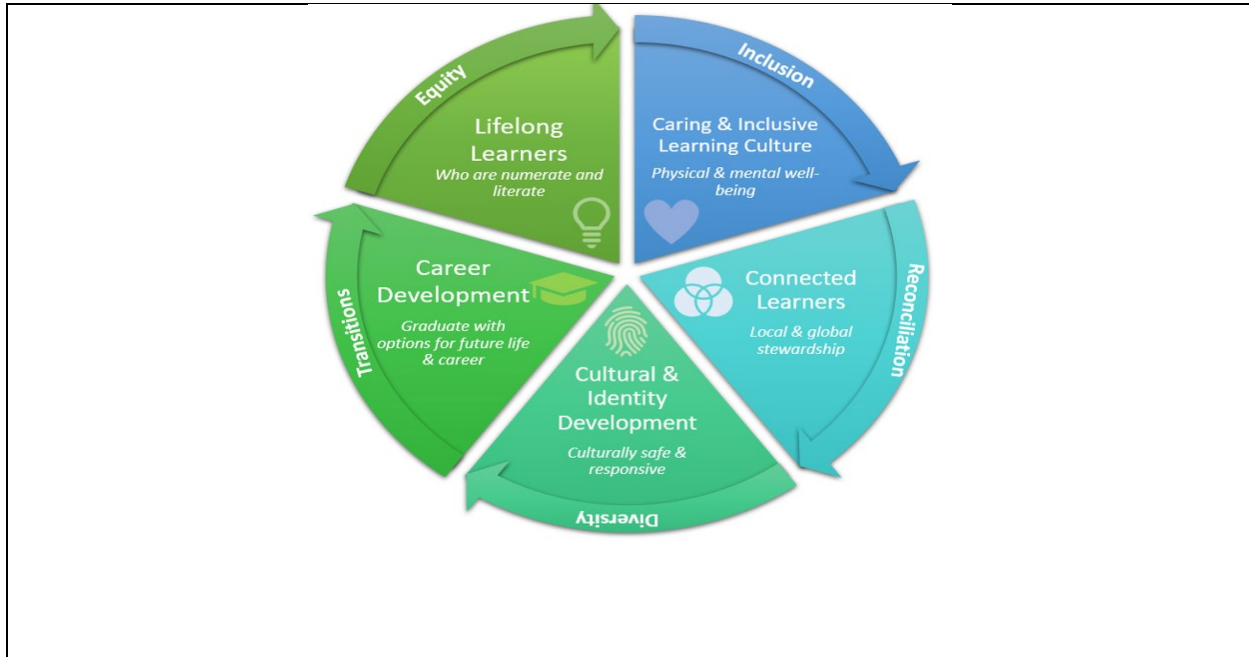 Equity
Lifelong
Learners
Who are numerate and
literate
Inclusion
Caring & Inclusive
Learning Culture
Physical & mental well-
being
Reconciliation
Connected
Learners
Local & global
stewardship
Diversity
Cultural &
Identity
Development
Culturally safe &
responsive
Transitions
Career
Development
Graduate with
options for future life
& career